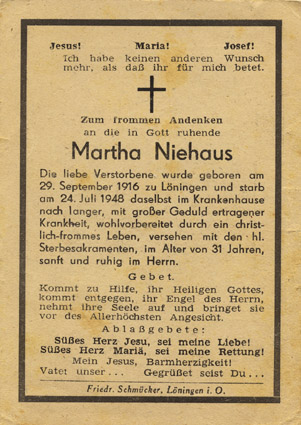 Jesus! Maria! Josef!
Ich habe keinen anderen Wunsch
mehr, als daß ihr für mich betet.
Zum frommen Andenken
an die in Gott ruhende
Martha Niehaus
Die liebe Verstorbene wurde geboren am
29. September 1916 zu Löningen und starb
am 24. Juli 1948 daselbst im Krankenhause
nach langer, mit großer Geduld ertragener
Krankheit, wohlvorbereitet durch ein christ-
lich-frommes Leben, versehen mit den hl.
Sterbesakramenten, im Alter von 31 Jahren,
sanft und ruhig im Herrn.
Gebet.
Kommt zu Hilfe, ihr Heiligen Gottes,
kommt entgegen, ihr Engel des Herrn,
nehmt ihre Seele auf und bringet sie
vor des Allerhöchsten Angesicht.
Ablaßgebete:
Süßes Herz Jesu, sei meine Liebe!
Süßes Herz Mariä, sei meine Rettung!
Mein Jesus, Barmherzigkeit!
Vater unser... Gegrüßet seist Du...
Friedr. Schmücker, Löningen i. O.